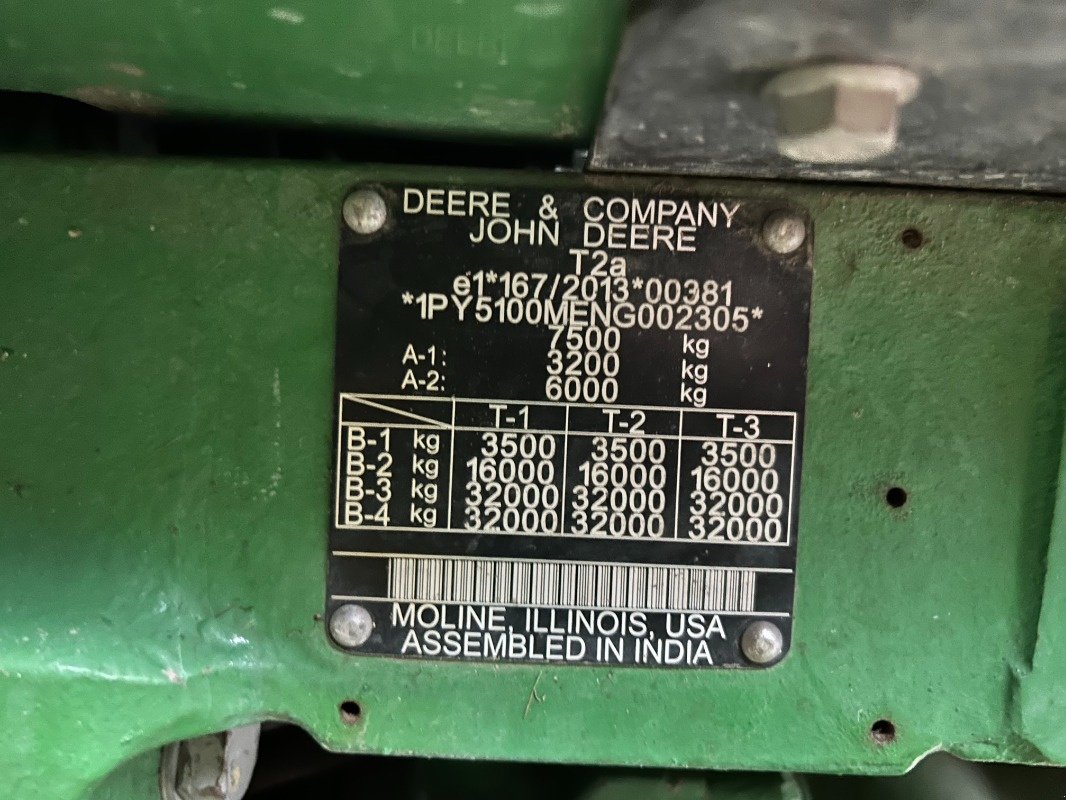 DEERE & COMPANY
JOHN DEERE
T2a
e1*167/2013*00381
*1PY5100MENG002305*
7500 kg
A-1: 3200 kg
A-2: 6000 kg
T-1 T-2 T-3
B-1 kg 3500 3500 3500
B-2 kg 16000 16000 16000
B-3 kg 32000 32000 32000
B-4 kg 32000 32000 32000
MOLINE, ILLINOIS, USA
ASSEMBLED IN INDIA